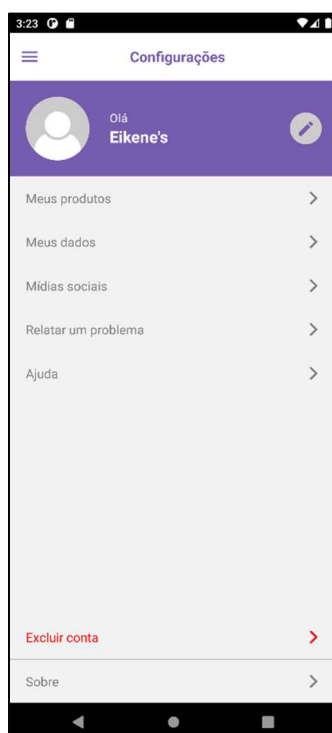 3:23
Configurações
Olá
Eikene's
Meus produtos
Meus dados
Mídias sociais
Relatar um problema
Ajuda
Excluir conta
Sobre